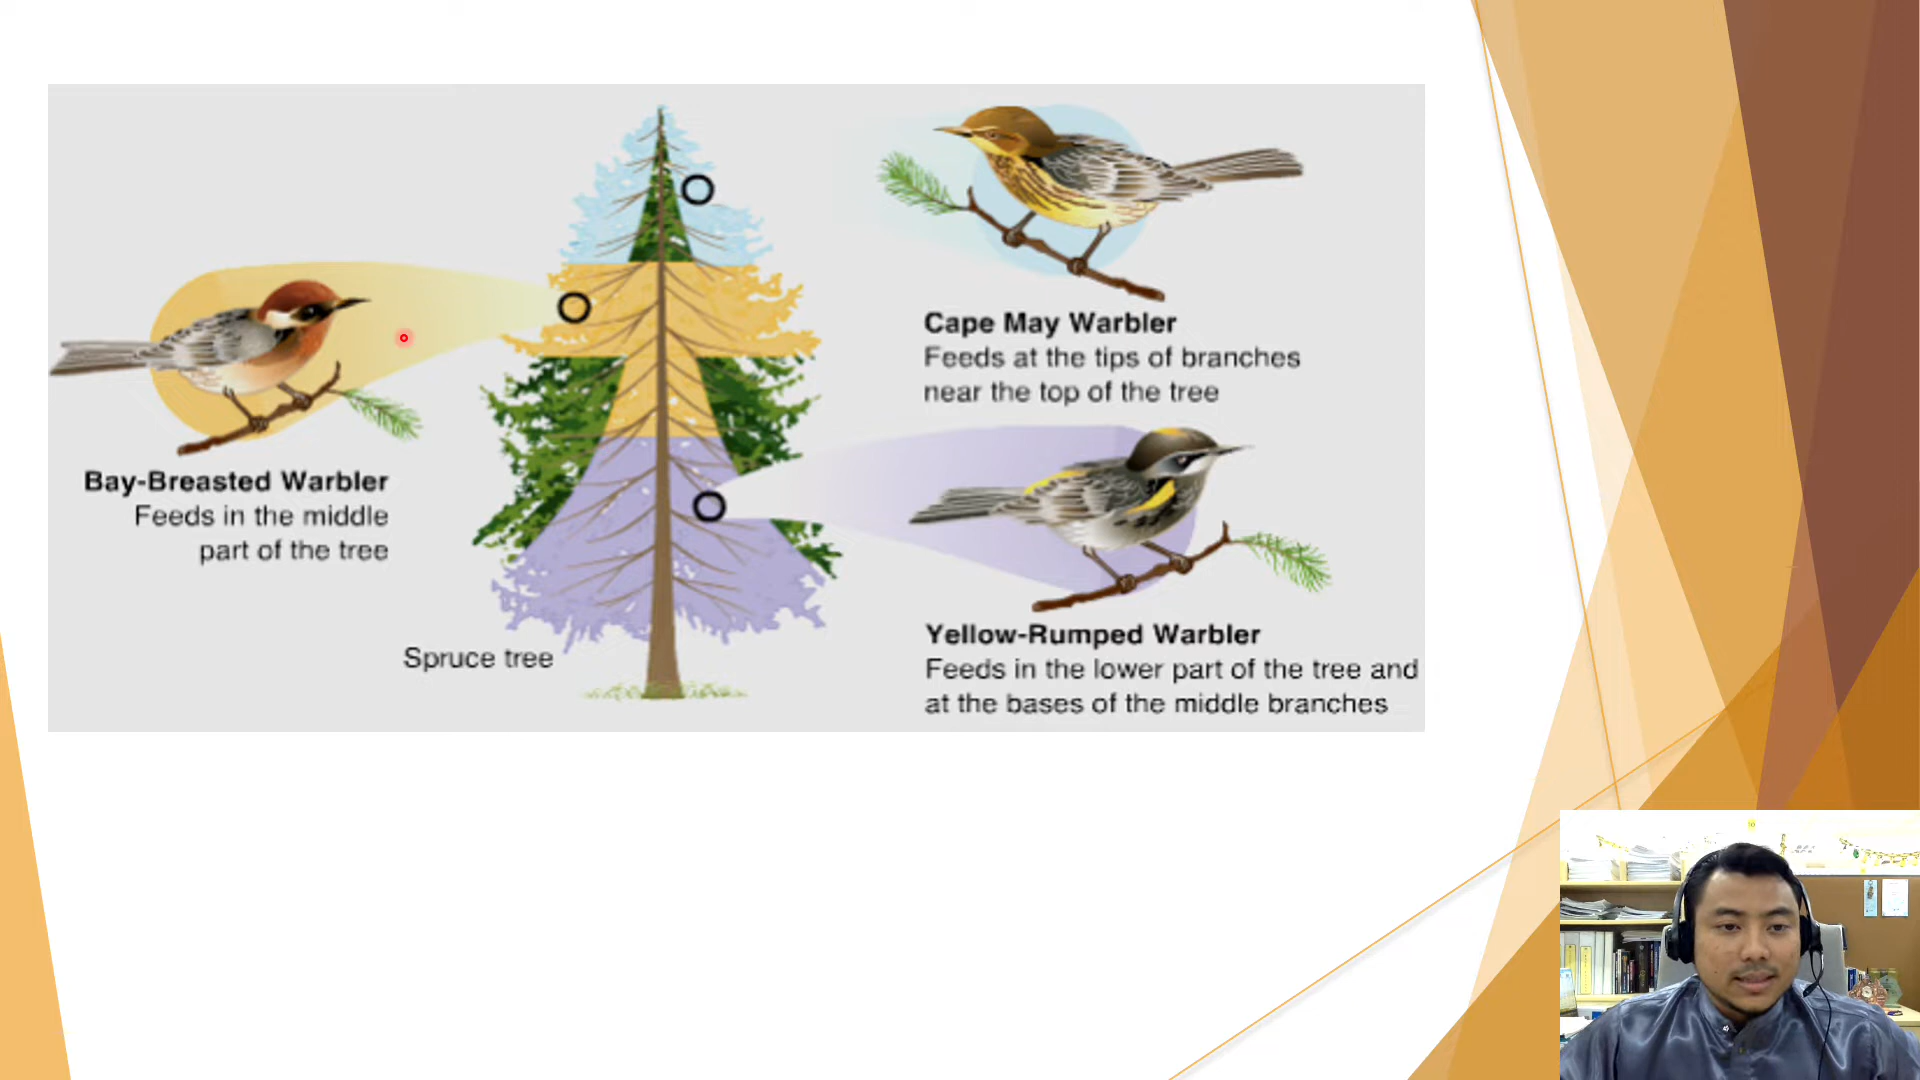 Cape May Warbler
Feeds at the tips of branches
near the top of the tree
Bay-Breasted Warbler
Feeds in the middle
part of the tree
Yellow-Rumped Warbler
Feeds in the lower part of the tree and
at the bases of the middle branches
Spruce tree